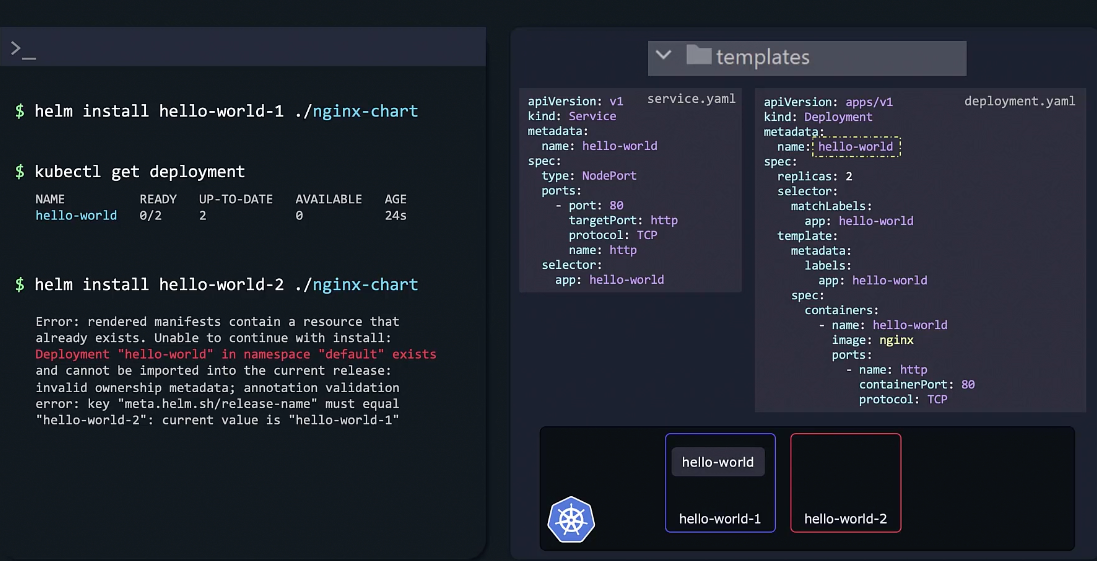 >_
$ helm install hello-world-1 ./nginx-chart
$ kubectl get deployment
NAME READY UP-TO-DATE AVAILABLE AGE
hello-world 0/2 2 0 24s
$ helm install hello-world-2 ./nginx-chart
Error: rendered manifests contain a resource that
already exists. Unable to continue with install:
Deployment "hello-world" in namespace "default" exists
and cannot be imported into the current release:
invalid ownership metadata; annotation validation
error: key "meta.helm.sh/release-name" must equal
"hello-world-2": current value is "hello-world-1"
templates
service.yaml
apiVersion: v1
kind: Service
metadata:
  name: hello-world
spec:
  type: NodePort
  ports:
    - port: 80
      targetPort: http
      protocol: TCP
      name: http
  selector:
    app: hello-world
deployment.yaml
apiVersion: apps/v1
kind: Deployment
metadata:
  name: hello-world
spec:
  replicas: 2
  selector:
    matchLabels:
      app: hello-world
  template:
    metadata:
      labels:
        app: hello-world
    spec:
      containers:
        - name: hello-world
          image: nginx
          ports:
            - name: http
              containerPort: 80
              protocol: TCP
hello-world
hello-world-1
hello-world-2